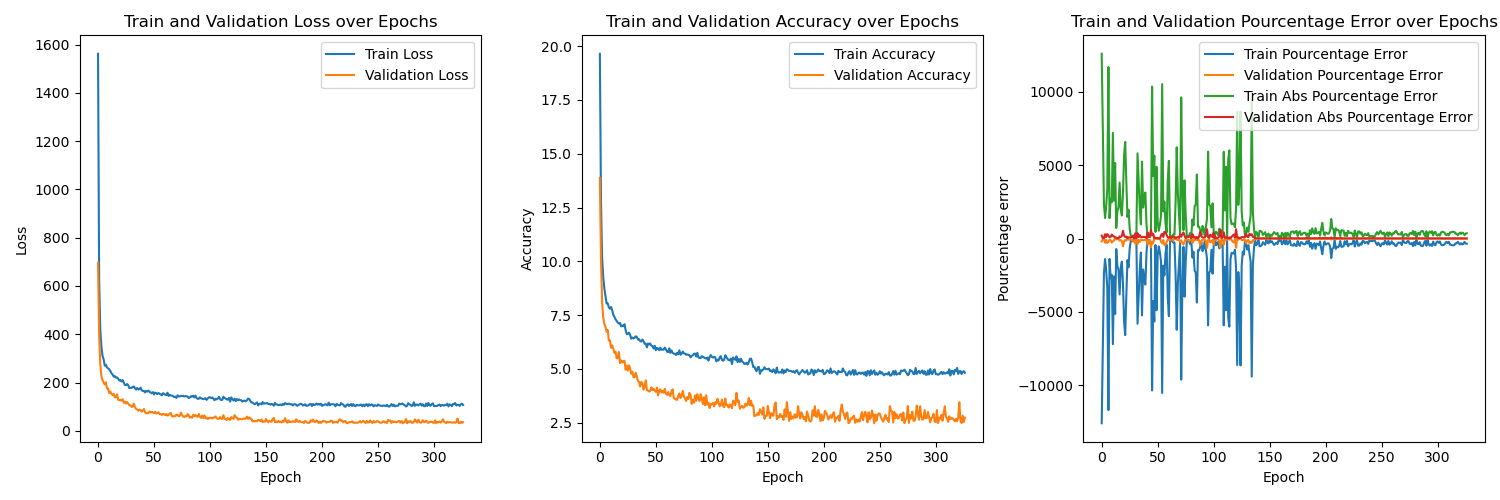 Train and Validation Loss over Epochs
1600
1400
1200
1000
800
600
400
200
0
0 50 100 150 200 250 300
Loss
Epoch
Train Loss
Validation Loss
Train and Validation Accuracy over Epochs
20.0
17.5
15.0
12.5
10.0
7.5
5.0
2.5
0 50 100 150 200 250 300
Accuracy
Epoch
Train Accuracy
Validation Accuracy
Train and Validation Pourcentage Error over Epochs
10000
5000
0
−5000
−10000
0 50 100 150 200 250 300
Pourcentage error
Epoch
Train Pourcentage Error
Validation Pourcentage Error
Train Abs Pourcentage Error
Validation Abs Pourcentage Error